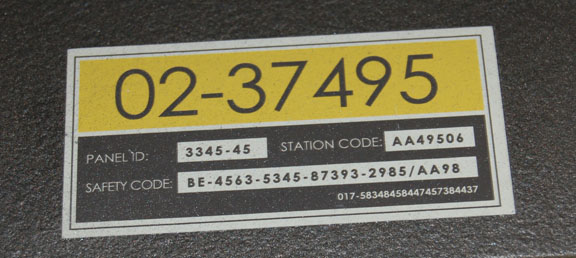 02-37495
PANEL ID: 3345-45 STATION CODE: AA49506
SAFETY CODE: BE-4563-5345-87393-2985/AA98
017-58348458447457384437